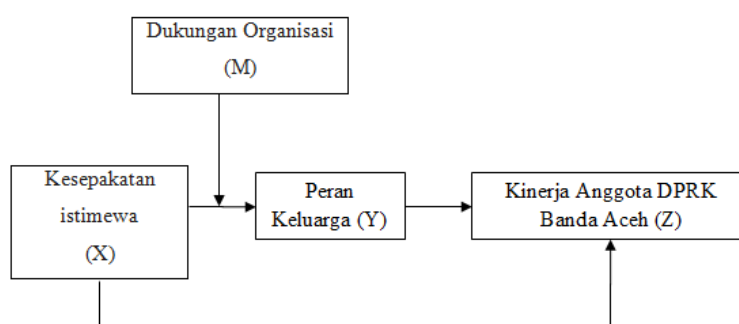 Dukungan Organisasi
(M)
Kesepakatan
istimewa
(X)
Peran
Keluarga (Y)
Kinerja Anggota DPRK
Banda Aceh (Z)